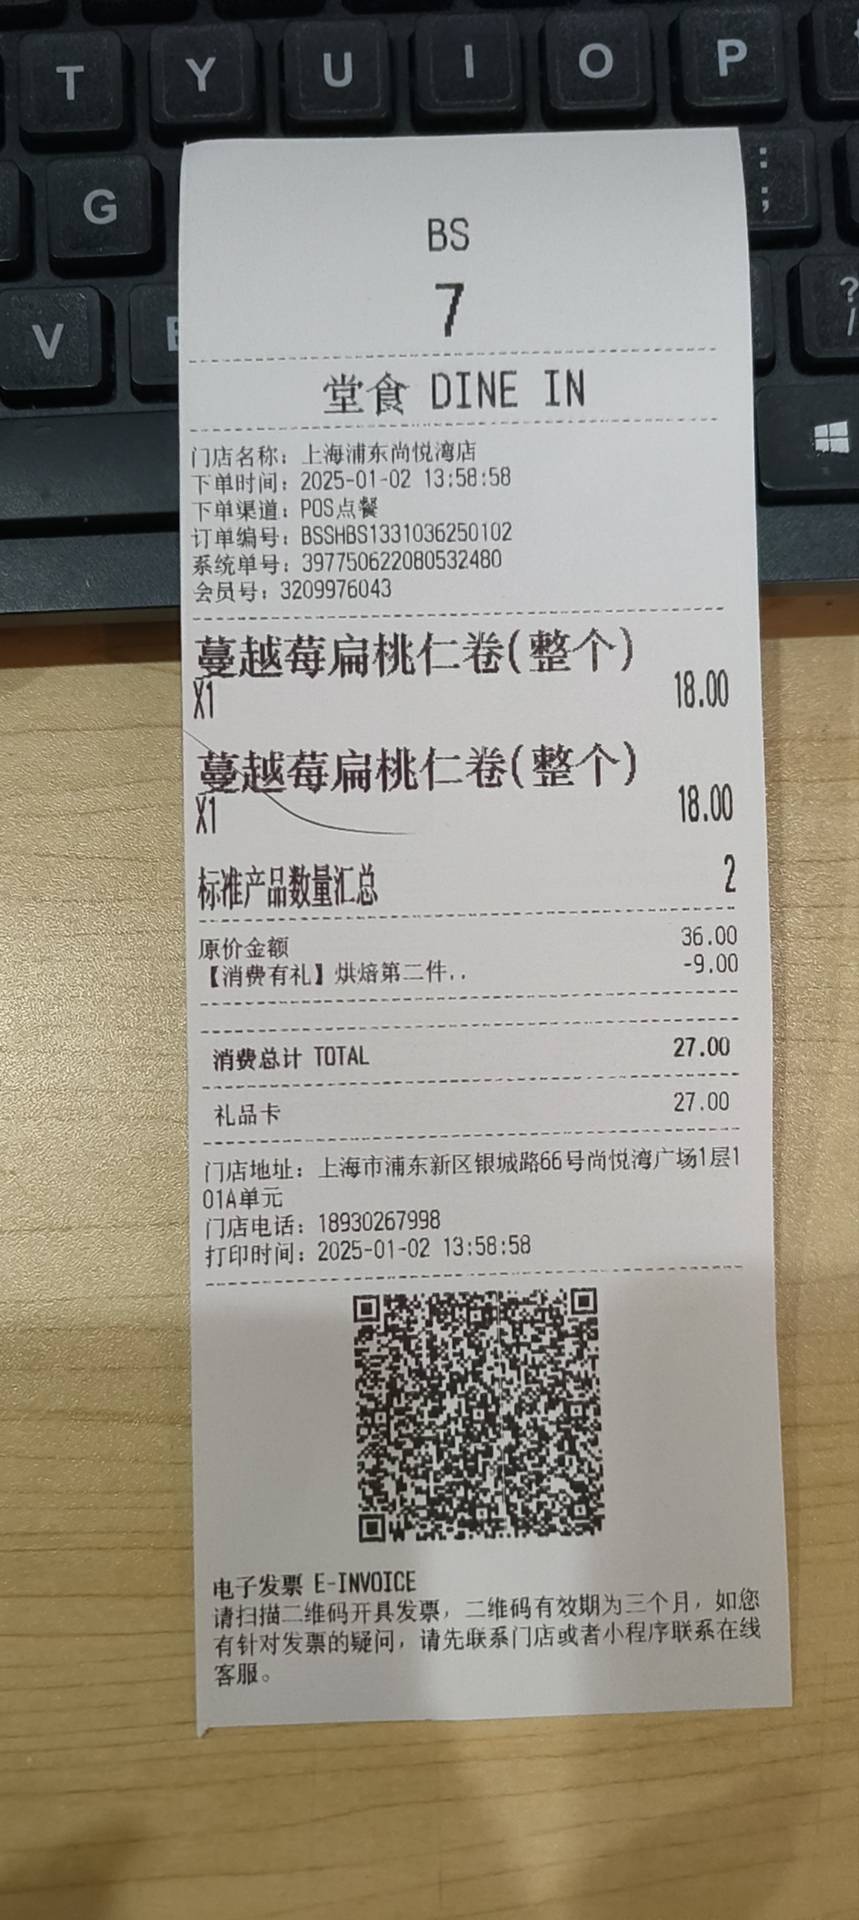 T Y U I O P
G : ;
V ? /
BS
7
堂食 DINE IN
门店名称：上海浦东尚悦湾店
下单时间：2025-01-02 13:58:58
下单渠道：POS点餐
订单编号：BSSHBS1331036250102
系统单号：397750622080532480
会员号：3209976043
蔓越莓扁桃仁卷(整个)
X1 18.00
蔓越莓扁桃仁卷(整个)
X1 18.00
标准产品数量汇总 2
原价金额 36.00
【消费有礼】烘焙第二件.. -9.00
消费总计 TOTAL 27.00
礼品卡 27.00
门店地址：上海市浦东新区银城路66号尚悦湾广场1层1
01A单元
门店电话：18930267998
打印时间：2025-01-02 13:58:58
电子发票 E-INVOICE
请扫描二维码开具发票，二维码有效期为三个月，如您
有针对发票的疑问，请先联系门店或者小程序联系在线
客服。